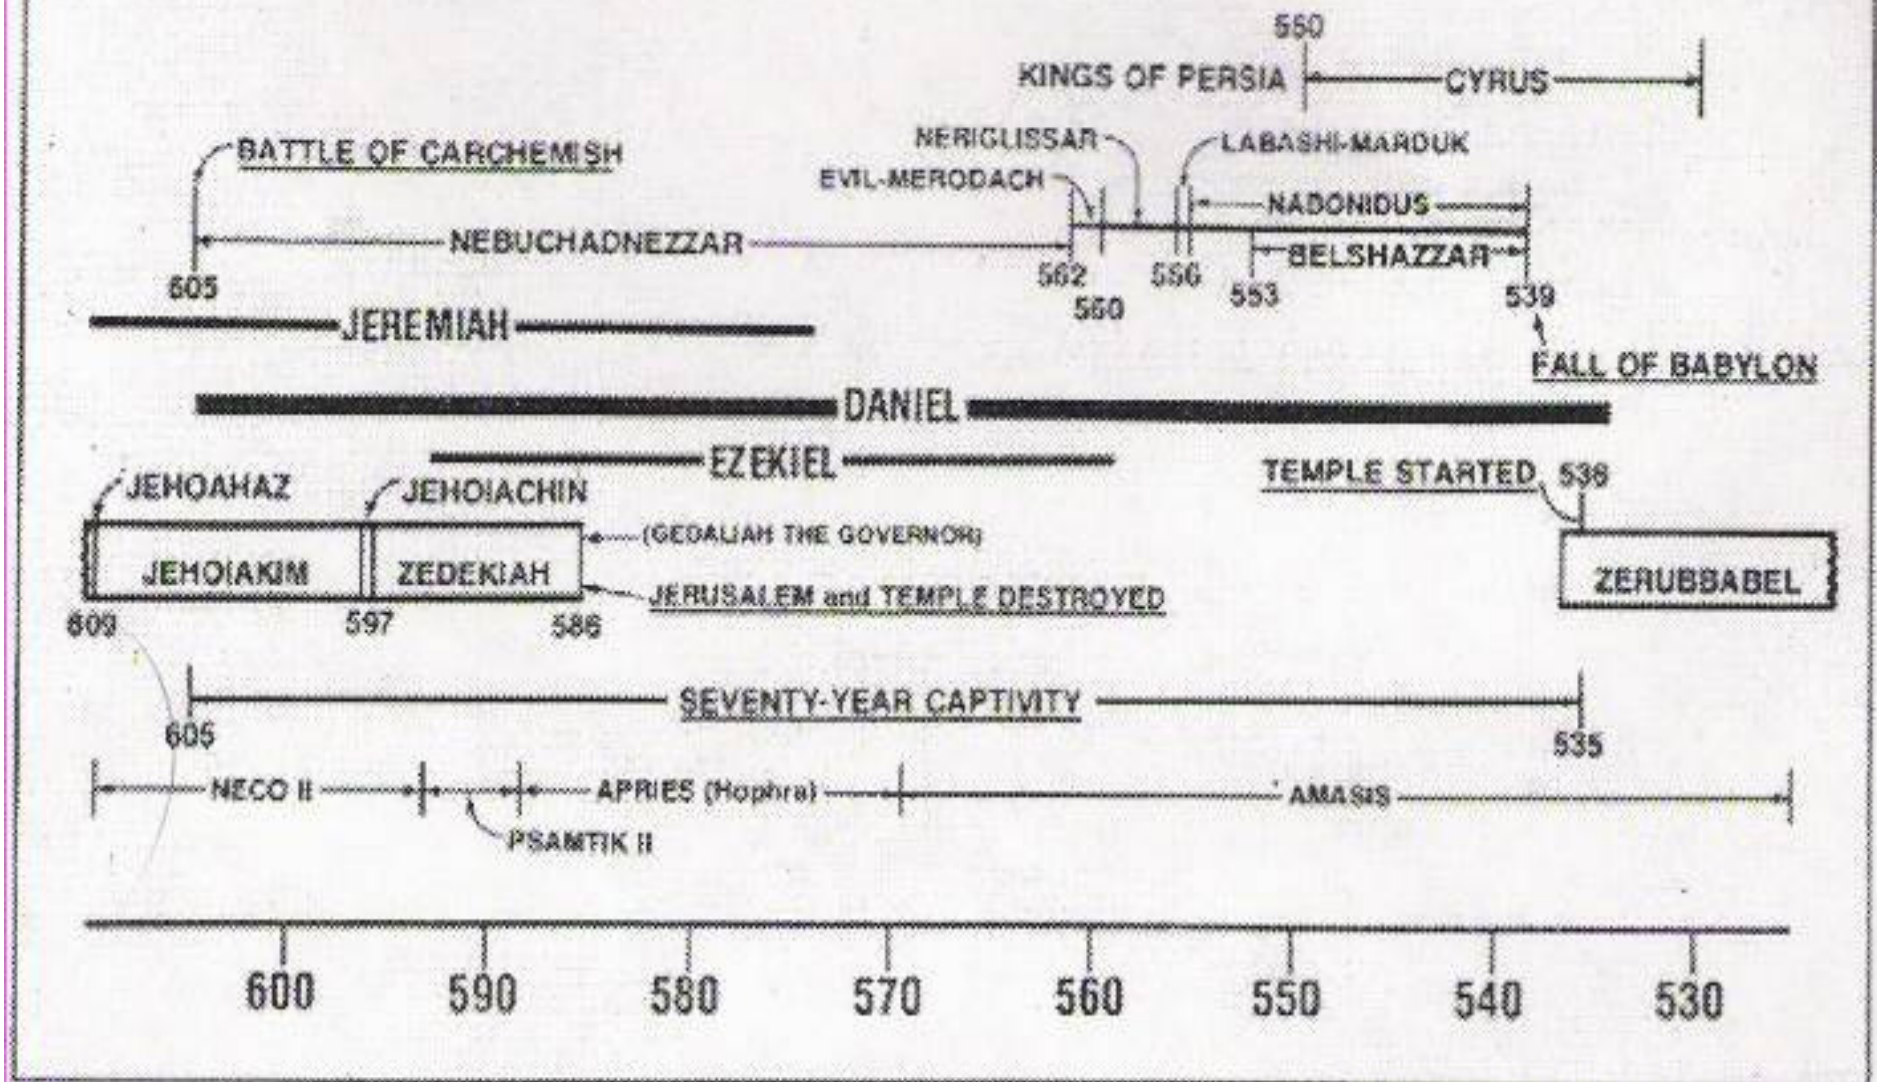 550
KINGS OF PERSIA CYRUS
NERIGLISSAR LABASHI-MARDUK
BATTLE OF CARCHEMISH
EVIL-MERODACH
NABONIDUS
NEBUCHADNEZZAR
BELSHAZZAR
605 562 560 556 553 539
JEREMIAH
FALL OF BABYLON
DANIEL
EZEKIEL
TEMPLE STARTED 536
JEHOAHAZ JEHOIACHIN
(GEDALIAH THE GOVERNOR)
JEHOIAKIM ZEDEKIAH
ZERUBBABEL
JERUSALEM and TEMPLE DESTROYED
609 597 586
SEVENTY-YEAR CAPTIVITY
605 535
NECO II APRIES (Hophra) AMASIS
PSAMTIK II
600 590 580 570 560 550 540 530